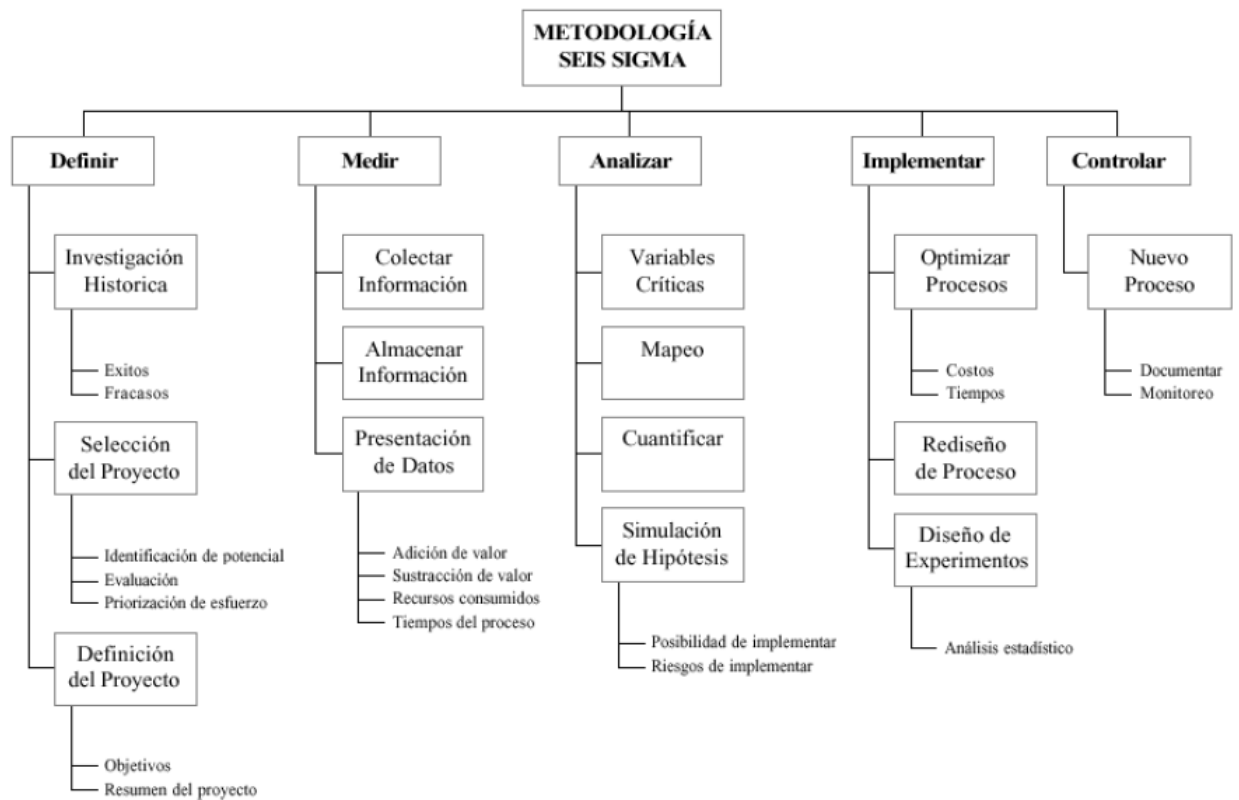 METODOLOGÍA
SEIS SIGMA
Definir
Medir
Analizar
Implementar
Controlar
Investigación
Historica
Exitos
Fracasos
Selección
del Proyecto
Identificación de potencial
Evaluación
Priorización de esfuerzo
Definición
del Proyecto
Objetivos
Resumen del proyecto
Colectar
Información
Almacenar
Información
Presentación
de Datos
Adición de valor
Sustracción de valor
Recursos consumidos
Tiempos del proceso
Variables
Críticas
Mapeo
Cuantificar
Simulación
de Hipótesis
Posibilidad de implementar
Riesgos de implementar
Optimizar
Procesos
Costos
Tiempos
Rediseño
de Proceso
Diseño de
Experimentos
Análisis estadístico
Nuevo
Proceso
Documentar
Monitoreo